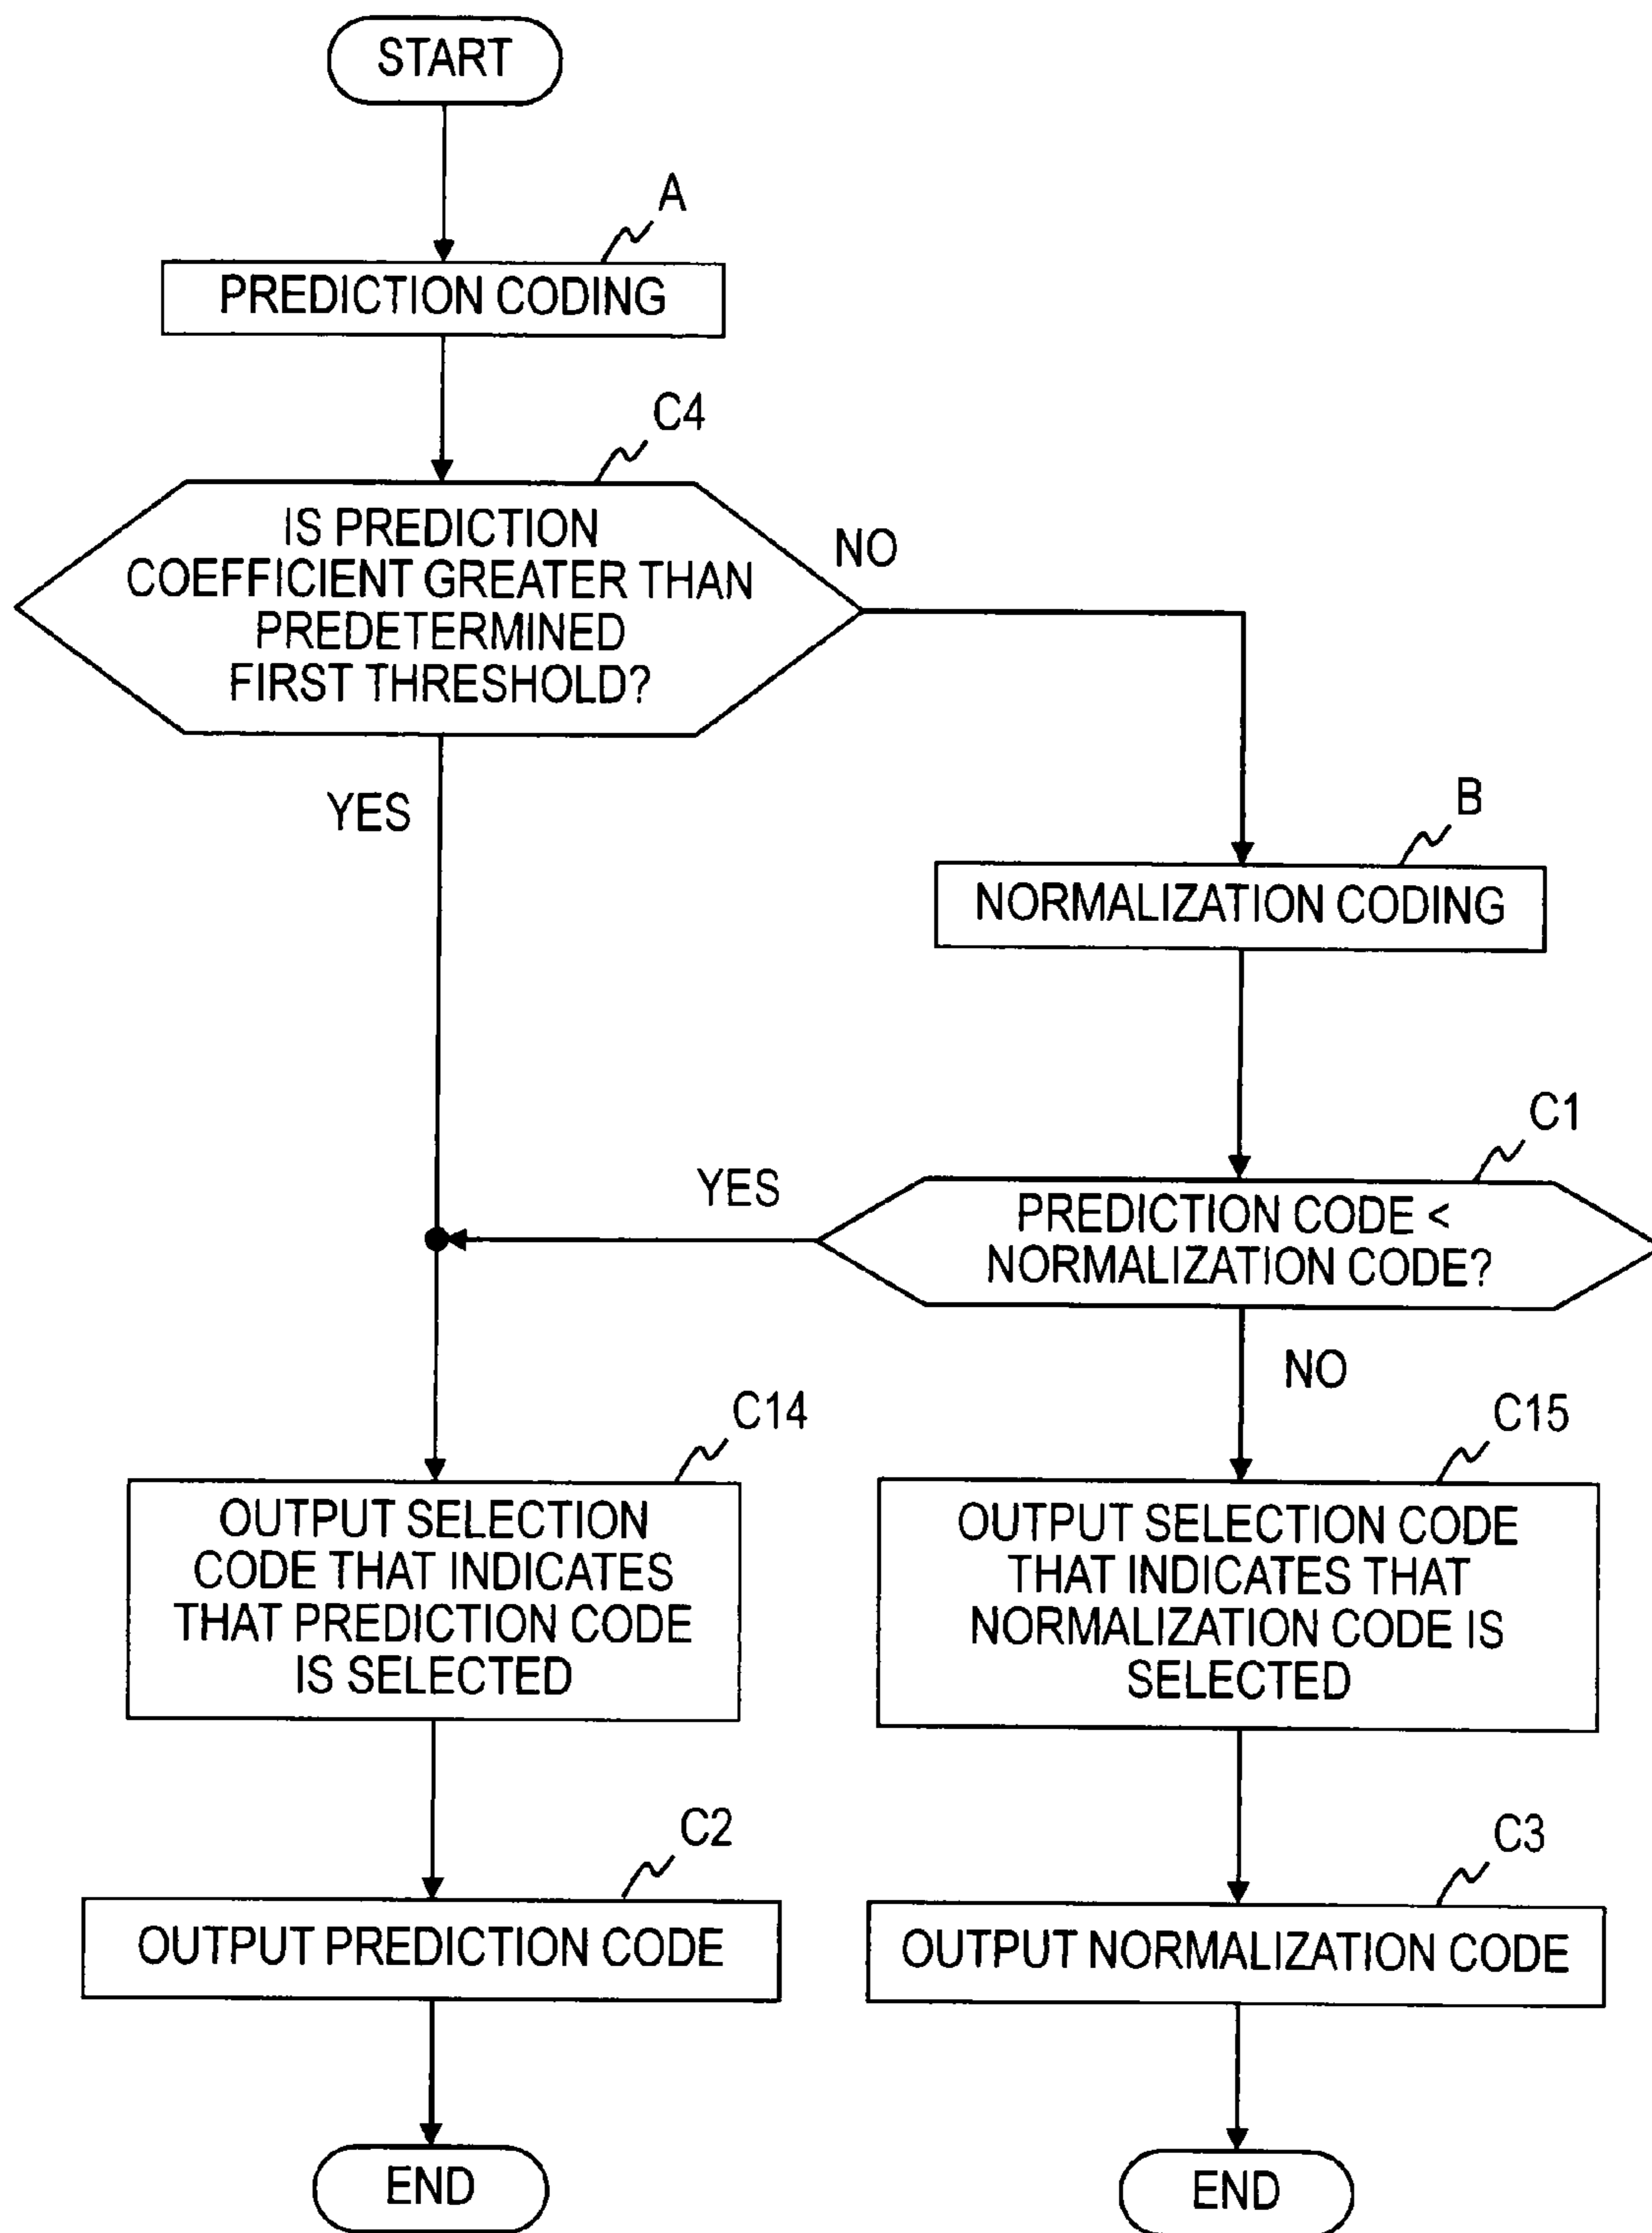 START
A
PREDICTION CODING
C4
IS PREDICTION
COEFFICIENT GREATER THAN
PREDETERMINED
FIRST THRESHOLD?
NO
YES
B
NORMALIZATION CODING
C1
YES
PREDICTION CODE <
NORMALIZATION CODE?
NO
C14
OUTPUT SELECTION
CODE THAT INDICATES
THAT PREDICTION CODE
IS SELECTED
C15
OUTPUT SELECTION CODE
THAT INDICATES THAT
NORMALIZATION CODE IS
SELECTED
C2
OUTPUT PREDICTION CODE
C3
OUTPUT NORMALIZATION CODE
END
END